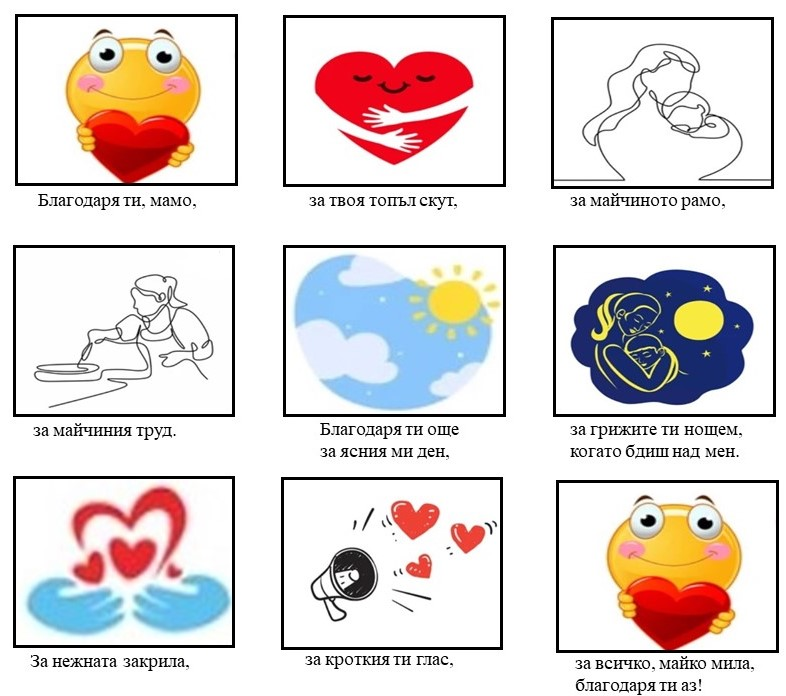 Благодаря ти, мамо,
за твоя топъл скут,
за майчиното рамо,
за майчиния труд.
Благодаря ти още
за ясния ми ден,
за грижите ти нощем,
когато бдиш над мен.
За нежната закрила,
за кроткия ти глас,
за всичко, майко мила,
благодаря ти аз!